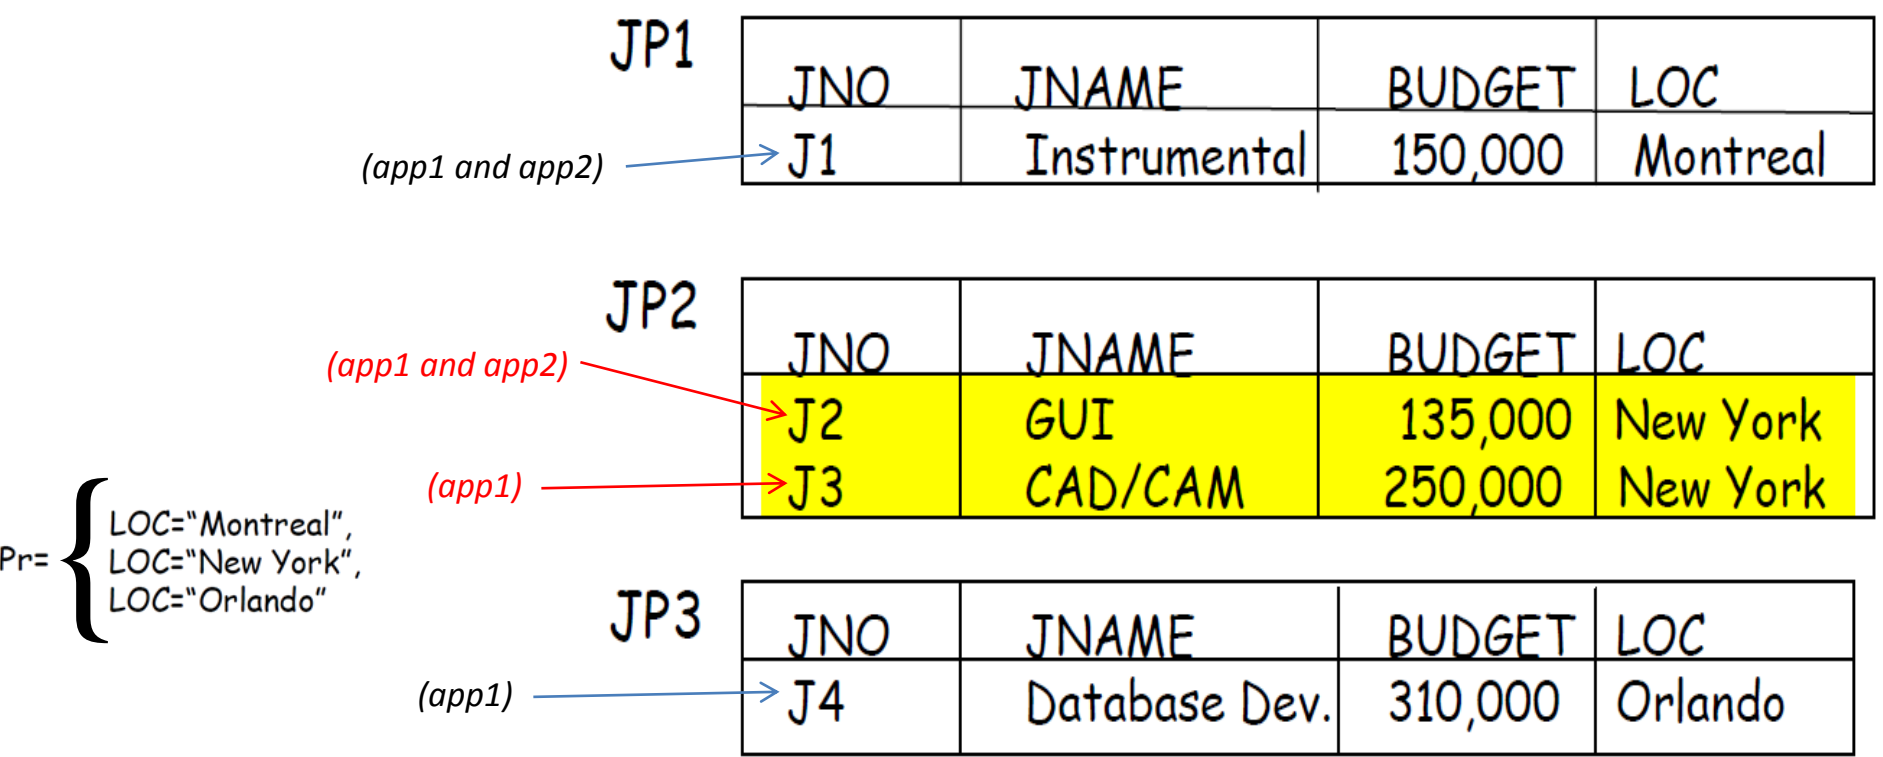 JP1
JNO JNAME BUDGET LOC
(app1 and app2) J1 Instrumental 150,000 Montreal
JP2
JNO JNAME BUDGET LOC
(app1 and app2) J2 GUI 135,000 New York
(app1) J3 CAD/CAM 250,000 New York
LOC="Montreal",
Pr= { LOC="New York",
LOC="Orlando"
JP3
JNO JNAME BUDGET LOC
(app1) J4 Database Dev. 310,000 Orlando